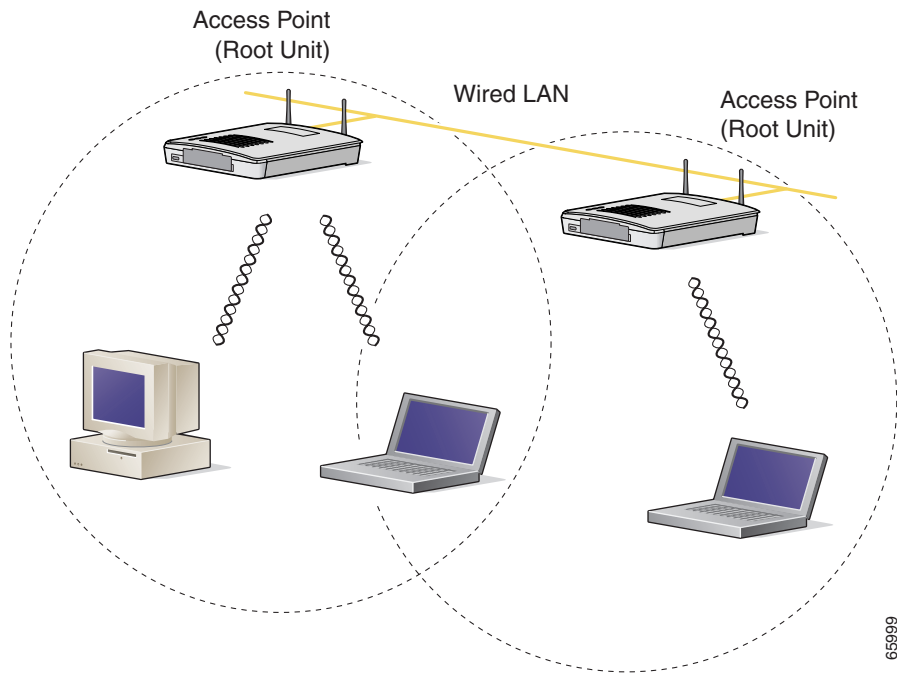 Access Point
(Root Unit)
Wired LAN
Access Point
(Root Unit)
65999